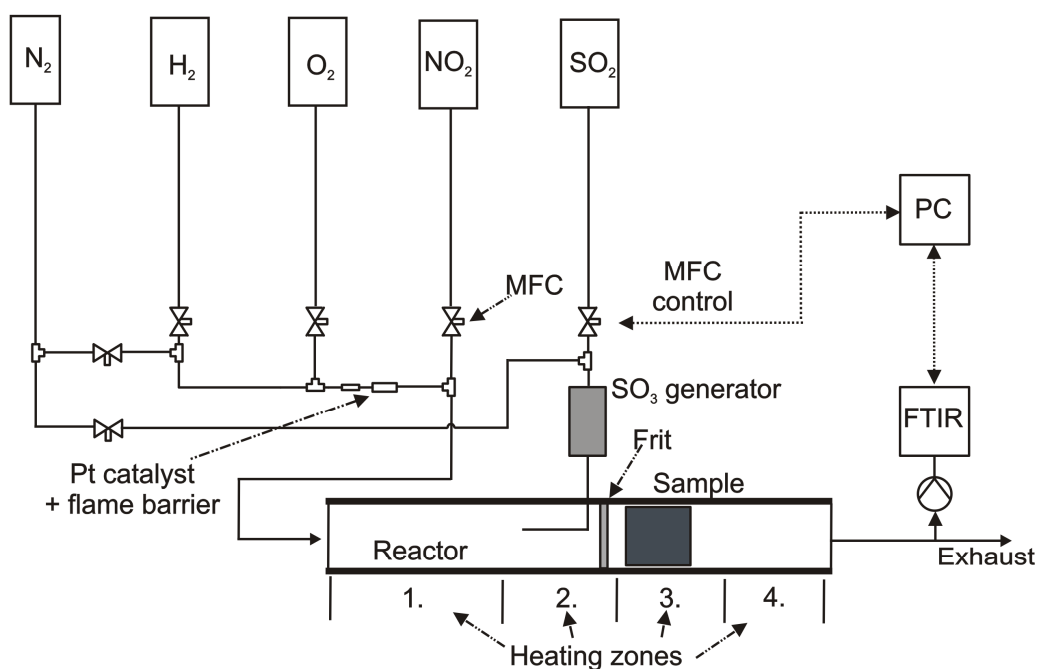 N₂
H₂
O₂
NO₂
SO₂
PC
MFC
MFC
control
SO₃ generator
FTIR
Frit
Pt catalyst
+ flame barrier
Sample
Reactor
Exhaust
1.
2.
3.
4.
Heating zones